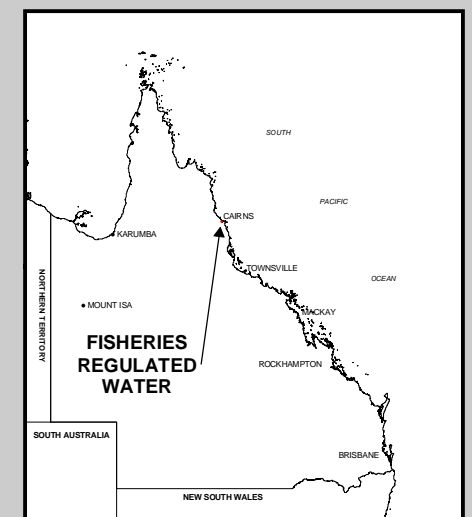 SOUTH
PACIFIC
CAIRNS
KARUMBA
TOWNSVILLE
OCEAN
NORTHERN TERRITORY
MOUNT ISA
MACKAY
FISHERIES
REGULATED
WATER
ROCKHAMPTON
SOUTH AUSTRALIA
BRISBANE
NEW SOUTH WALES